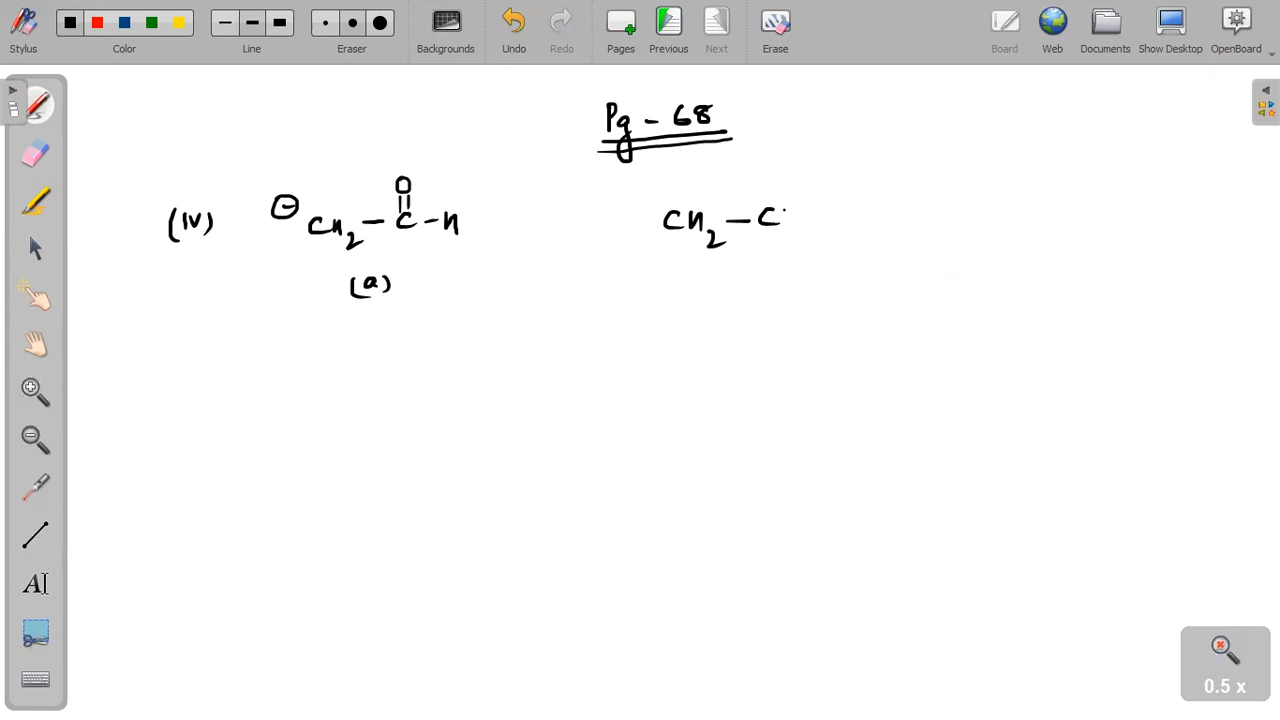 Stylus Color Line Eraser Backgrounds Undo Redo Pages Previous Next Erase Board Web Documents Show Desktop OpenBoard
Pg - 68
(iv) ⊖ CH2 - C - H CH2 - C
O
(a)
0.5 x